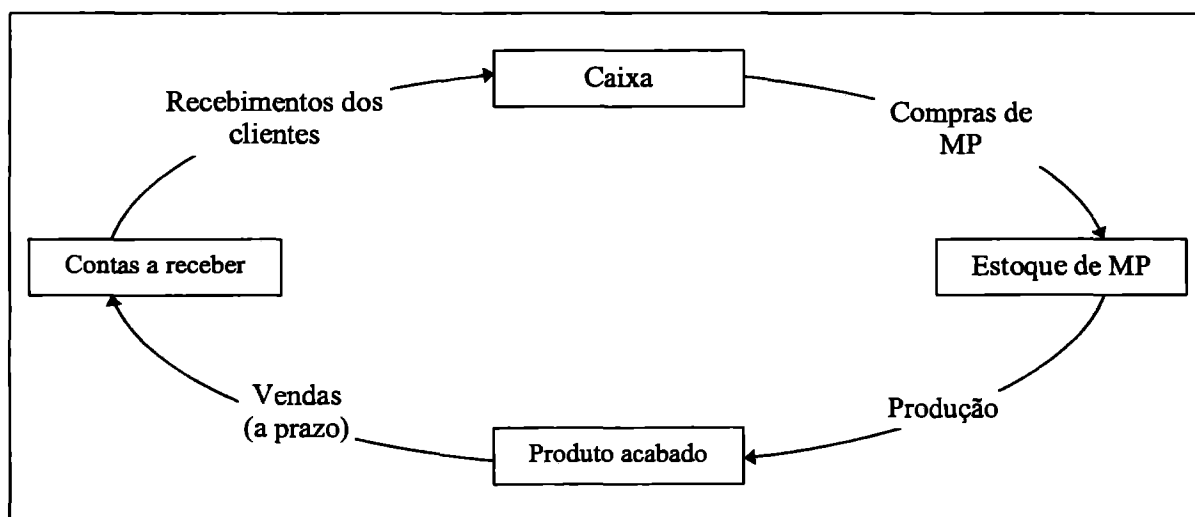 Caixa
Recebimentos dos
clientes
Compras de
MP
Contas a receber
Estoque de MP
Vendas
(a prazo)
Produção
Produto acabado